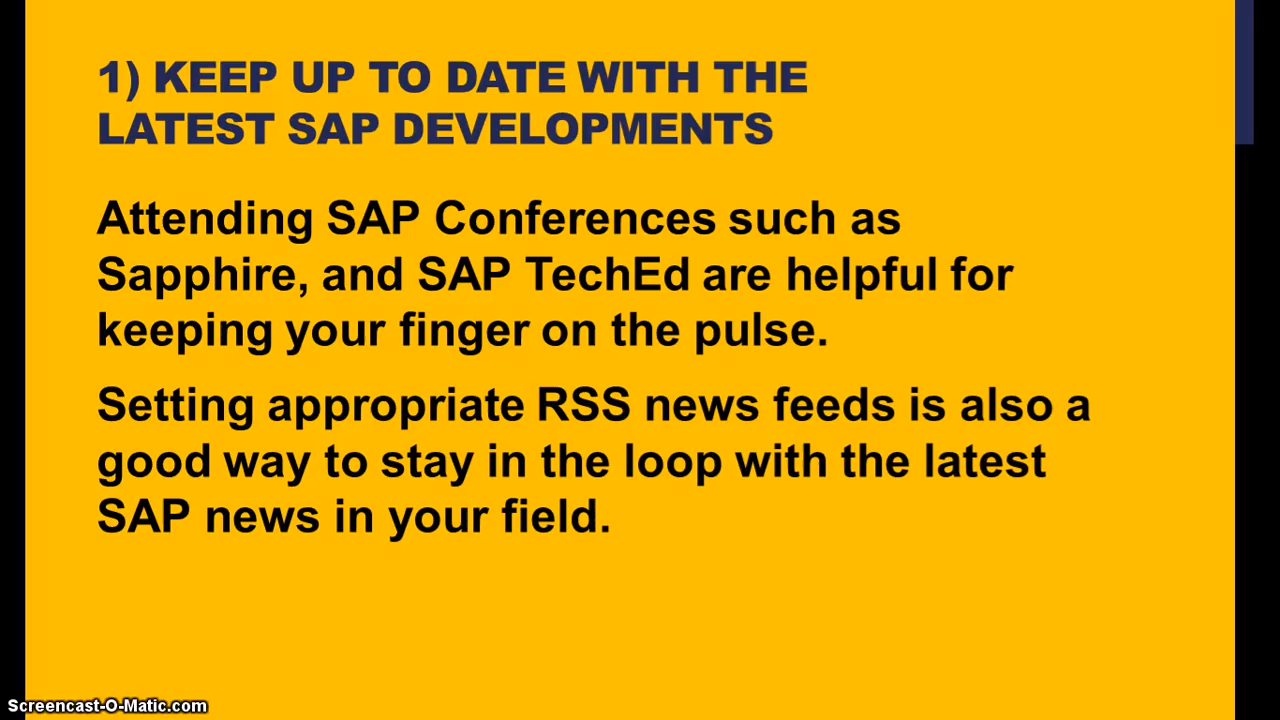 1) KEEP UP TO DATE WITH THE
LATEST SAP DEVELOPMENTS
Attending SAP Conferences such as
Sapphire, and SAP TechEd are helpful for
keeping your finger on the pulse.
Setting appropriate RSS news feeds is also a
good way to stay in the loop with the latest
SAP news in your field.
Screencast-O-Matic.com